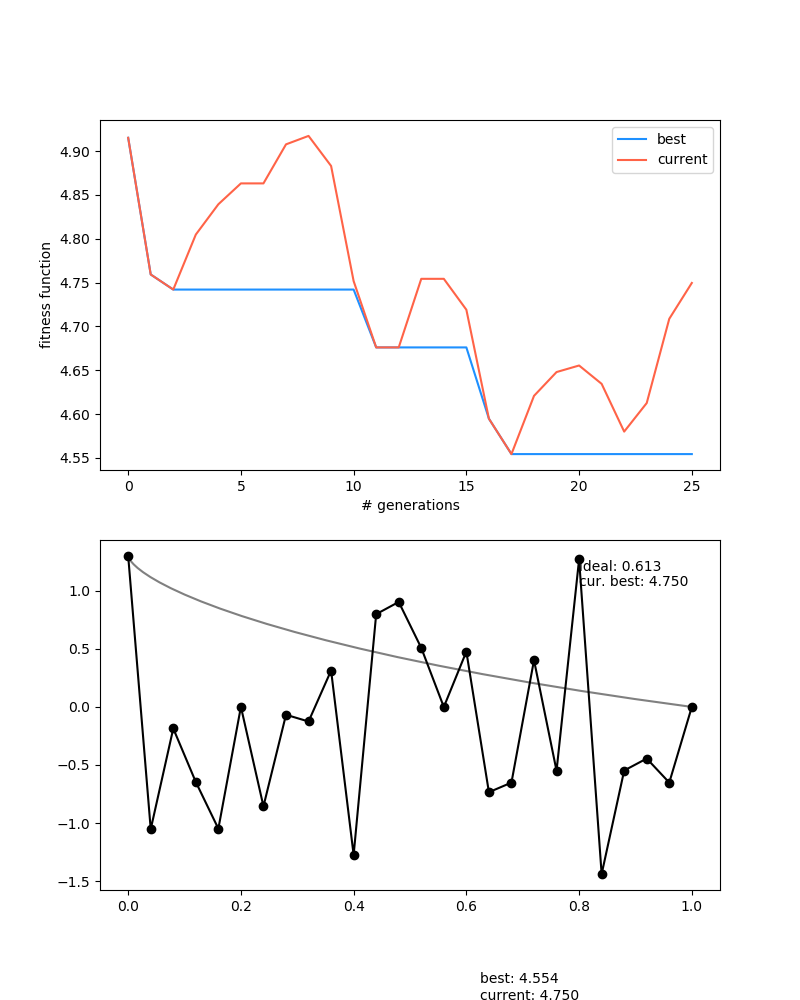 4.90
4.85
4.80
4.75
4.70
4.65
4.60
4.55
fitness function
best
current
0 5 10 15 20 25
# generations
ideal: 0.613
cur. best: 4.750
1.0
0.5
0.0
−0.5
−1.0
−1.5
0.0 0.2 0.4 0.6 0.8 1.0
best: 4.554
current: 4.750